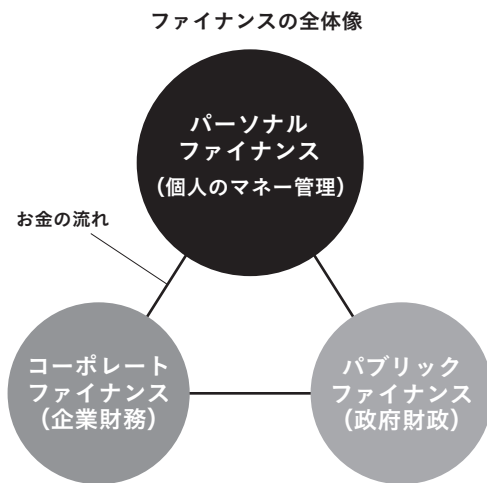 ファイナンスの全体像
パーソナル
ファイナンス
(個人のマネー管理)
お金の流れ
コーポレート
ファイナンス
(企業財務)
パブリック
ファイナンス
(政府財政)